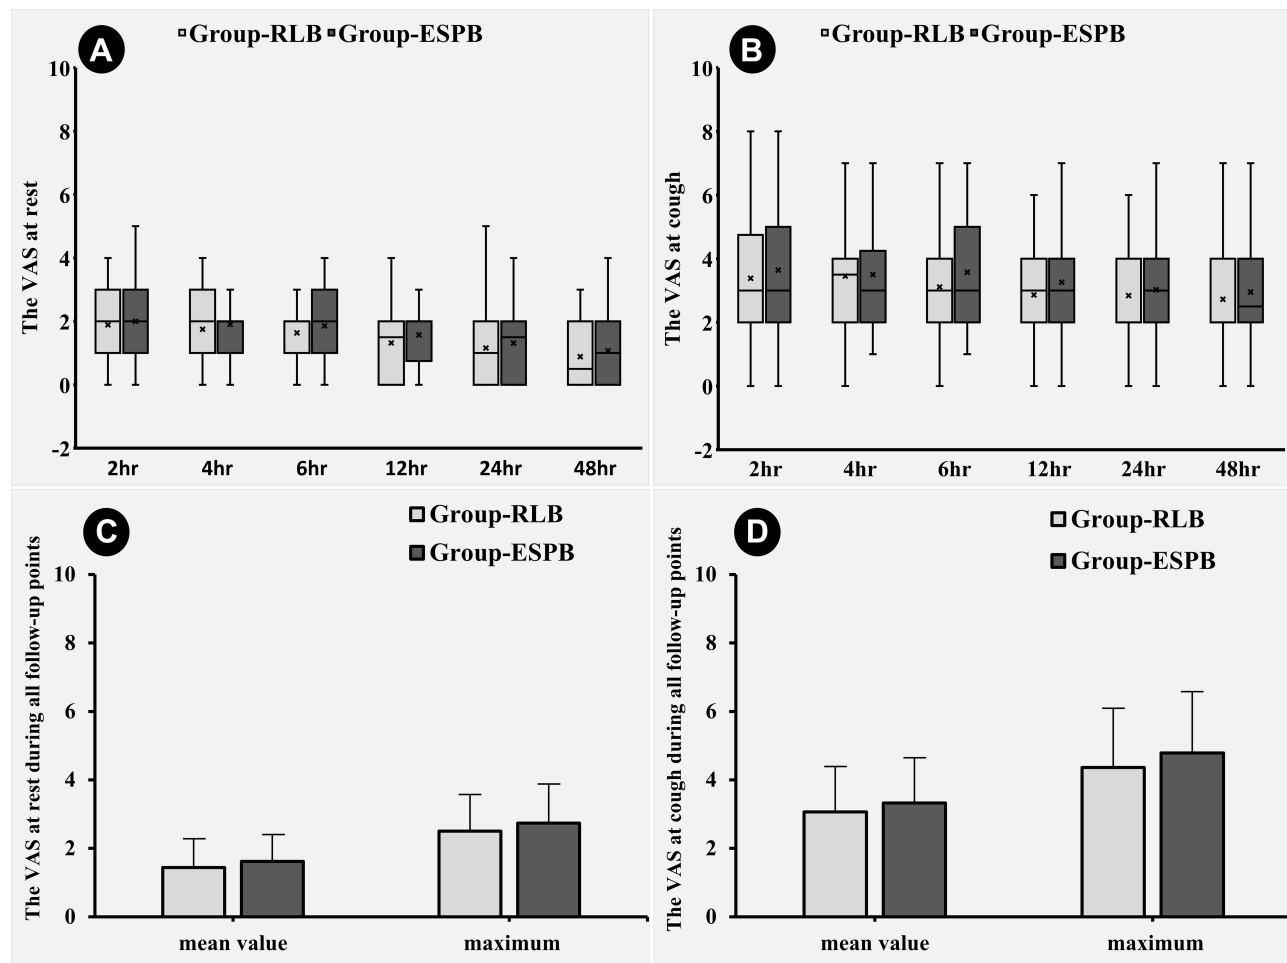 A
Group-RLB Group-ESPB
The VAS at rest
10
8
6
4
2
0
-2
2hr 4hr 6hr 12hr 24hr 48hr
B
Group-RLB Group-ESPB
The VAS at cough
10
8
6
4
2
0
-2
2hr 4hr 6hr 12hr 24hr 48hr
C
Group-RLB
Group-ESPB
The VAS at rest during all follow-up points
10
8
6
4
2
0
mean value maximum
D
Group-RLB
Group-ESPB
The VAS at cough during all follow-up points
10
8
6
4
2
0
mean value maximum